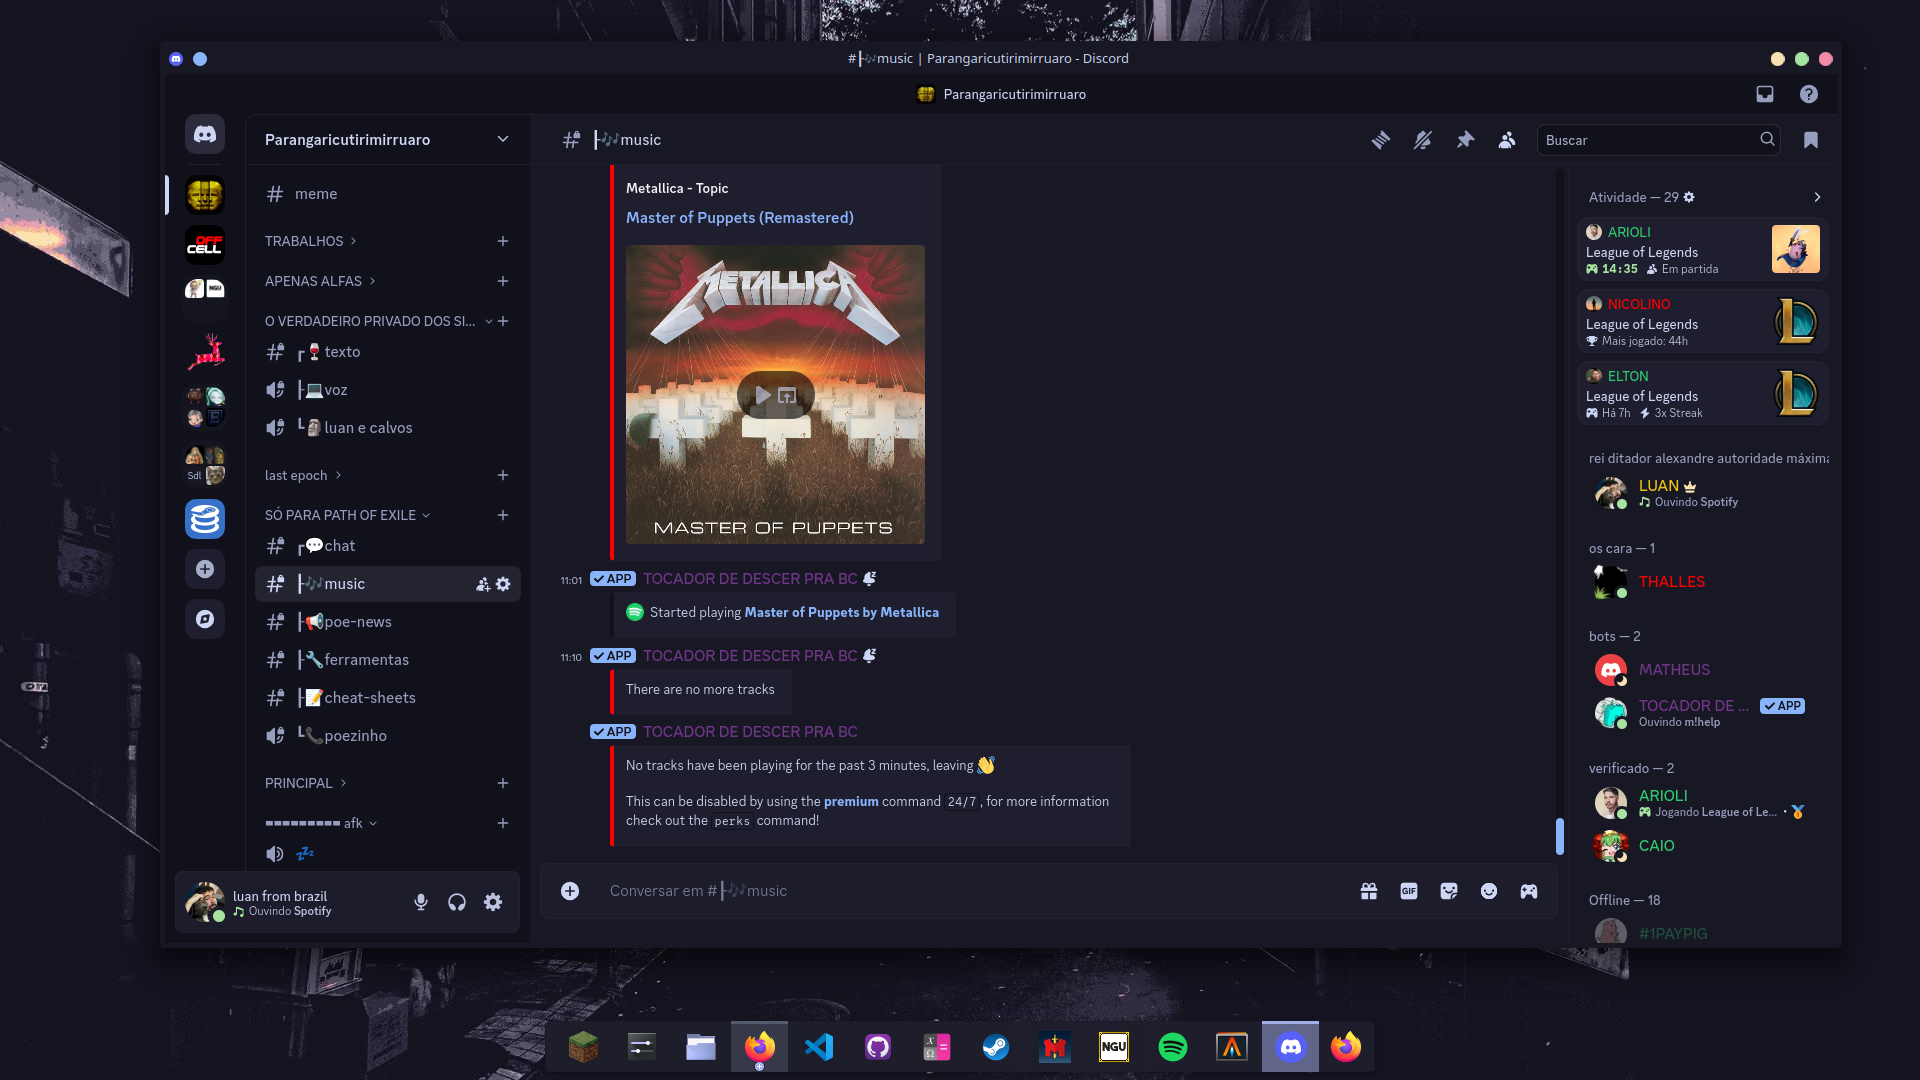 #├🎶music | Parangaricutirimirruaro - Discord
Parangaricutirimirruaro
Parangaricutirimirruaro
├🎶music
Buscar
OFF
CELL
NGU
Sdl
meme
TRABALHOS
APENAS ALFAS
O VERDADEIRO PRIVADO DOS SI...
┌🍷texto
├💻voz
└🗿luan e calvos
last epoch
SÓ PARA PATH OF EXILE
┌💬chat
├🎶music
├📢poe-news
├🔧ferramentas
├📝cheat-sheets
└📞poezinho
PRINCIPAL
========= afk
💤
luan from brazil
Ouvindo Spotify
Metallica - Topic
Master of Puppets (Remastered)
METALLICA
MASTER OF PUPPETS
11:01 APP TOCADOR DE DESCER PRA BC
Started playing Master of Puppets by Metallica
11:10 APP TOCADOR DE DESCER PRA BC
There are no more tracks
APP TOCADOR DE DESCER PRA BC
No tracks have been playing for the past 3 minutes, leaving 👋
This can be disabled by using the premium command 24/7, for more information
check out the perks command!
Conversar em #├🎶music
GIF
Atividade — 29
ARIOLI
League of Legends
14:35 Em partida
NICOLINO
League of Legends
Mais jogado: 44h
ELTON
League of Legends
Há 7h 3x Streak
rei ditador alexandre autoridade máxima
LUAN
Ouvindo Spotify
os cara — 1
THALLES
bots — 2
MATHEUS
TOCADOR DE ... APP
Ouvindo m!help
verificado — 2
ARIOLI
Jogando League of Le... • 🏅
CAIO
Offline — 18
#1PAYPIG
NGU